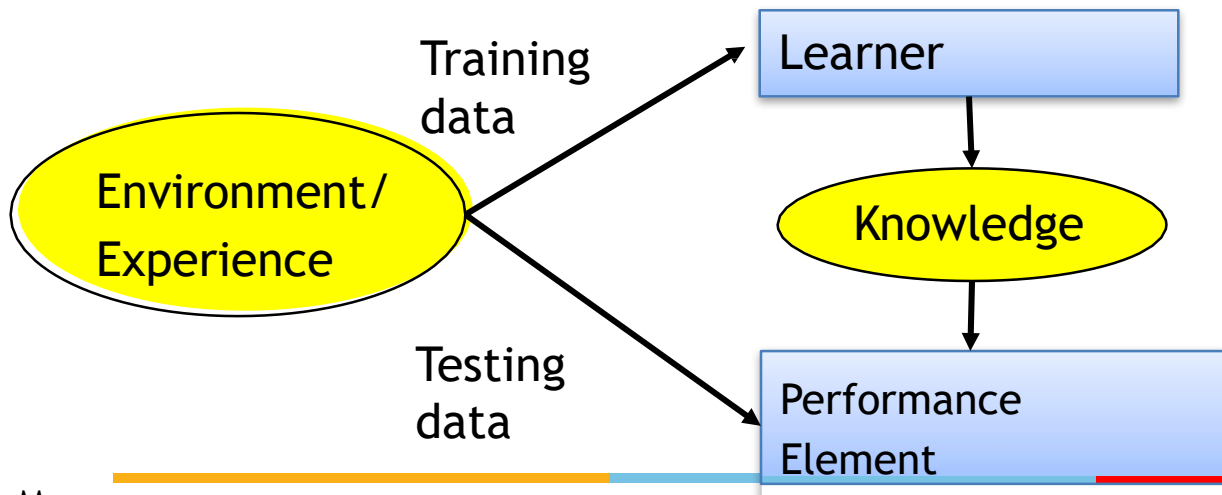 Training
data
Learner
Environment/
Experience
Knowledge
Testing
data
Performance
Element